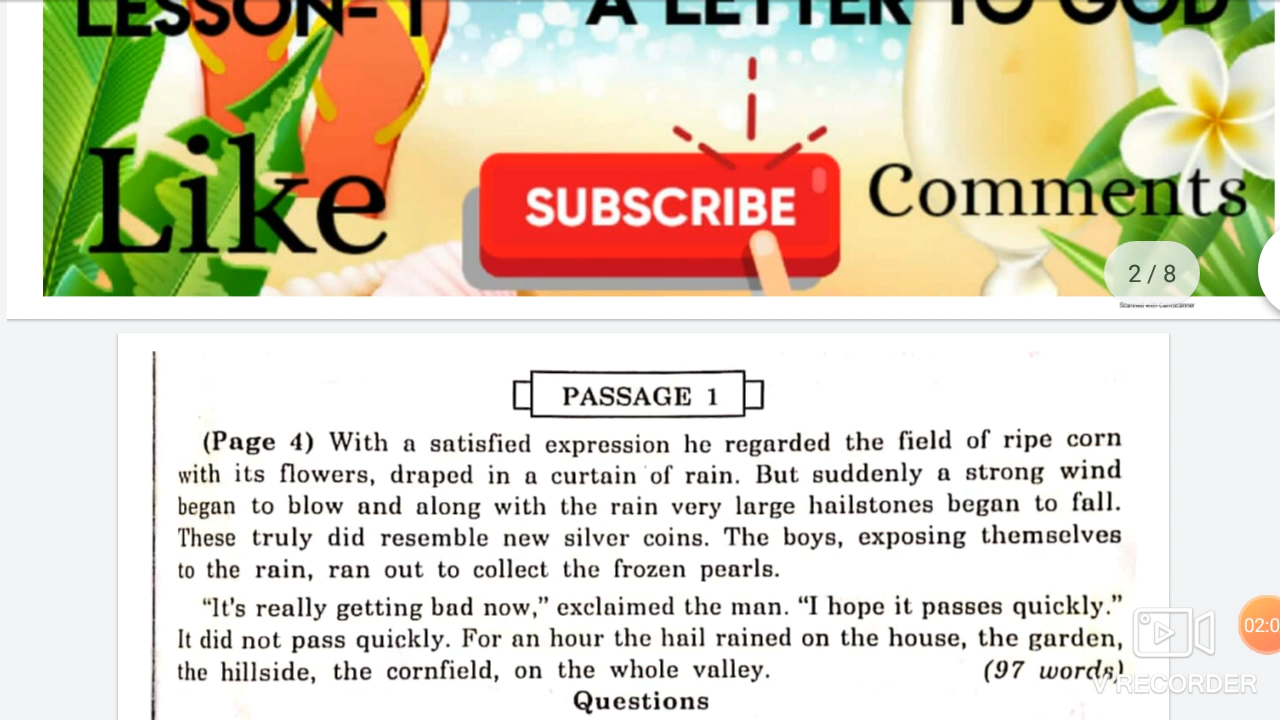 LESSON- 1 A LETTER TO GOD
Like
SUBSCRIBE
Comments
2 / 8
Scanned with CamScanner
PASSAGE 1
(Page 4) With a satisfied expression he regarded the field of ripe corn
with its flowers, draped in a curtain of rain. But suddenly a strong wind
began to blow and along with the rain very large hailstones began to fall.
These truly did resemble new silver coins. The boys, exposing themselves
to the rain, ran out to collect the frozen pearls.
“It's really getting bad now,” exclaimed the man. “I hope it passes quickly.”
It did not pass quickly. For an hour the hail rained on the house, the garden,
the hillside, the cornfield, on the whole valley. (97 words)
Questions
02:0
V RECORDER